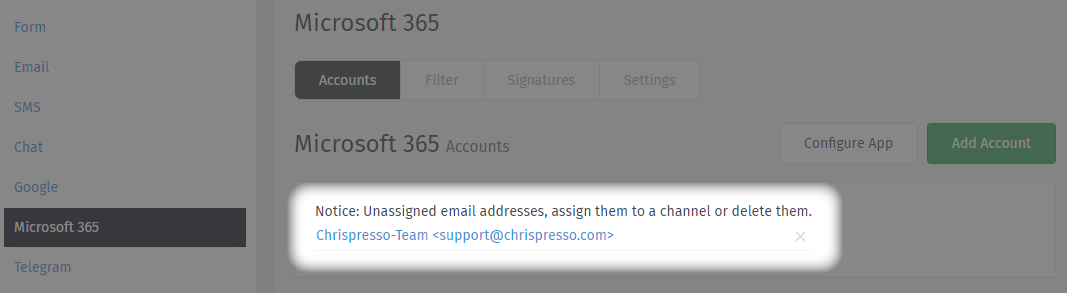 Form
Email
SMS
Chat
Google
Microsoft 365
Telegram
Microsoft 365
Accounts
Filter
Signatures
Settings
Microsoft 365 Accounts
Configure App
Add Account
Notice: Unassigned email addresses, assign them to a channel or delete them.
Chrispresso-Team <support@chrispresso.com>